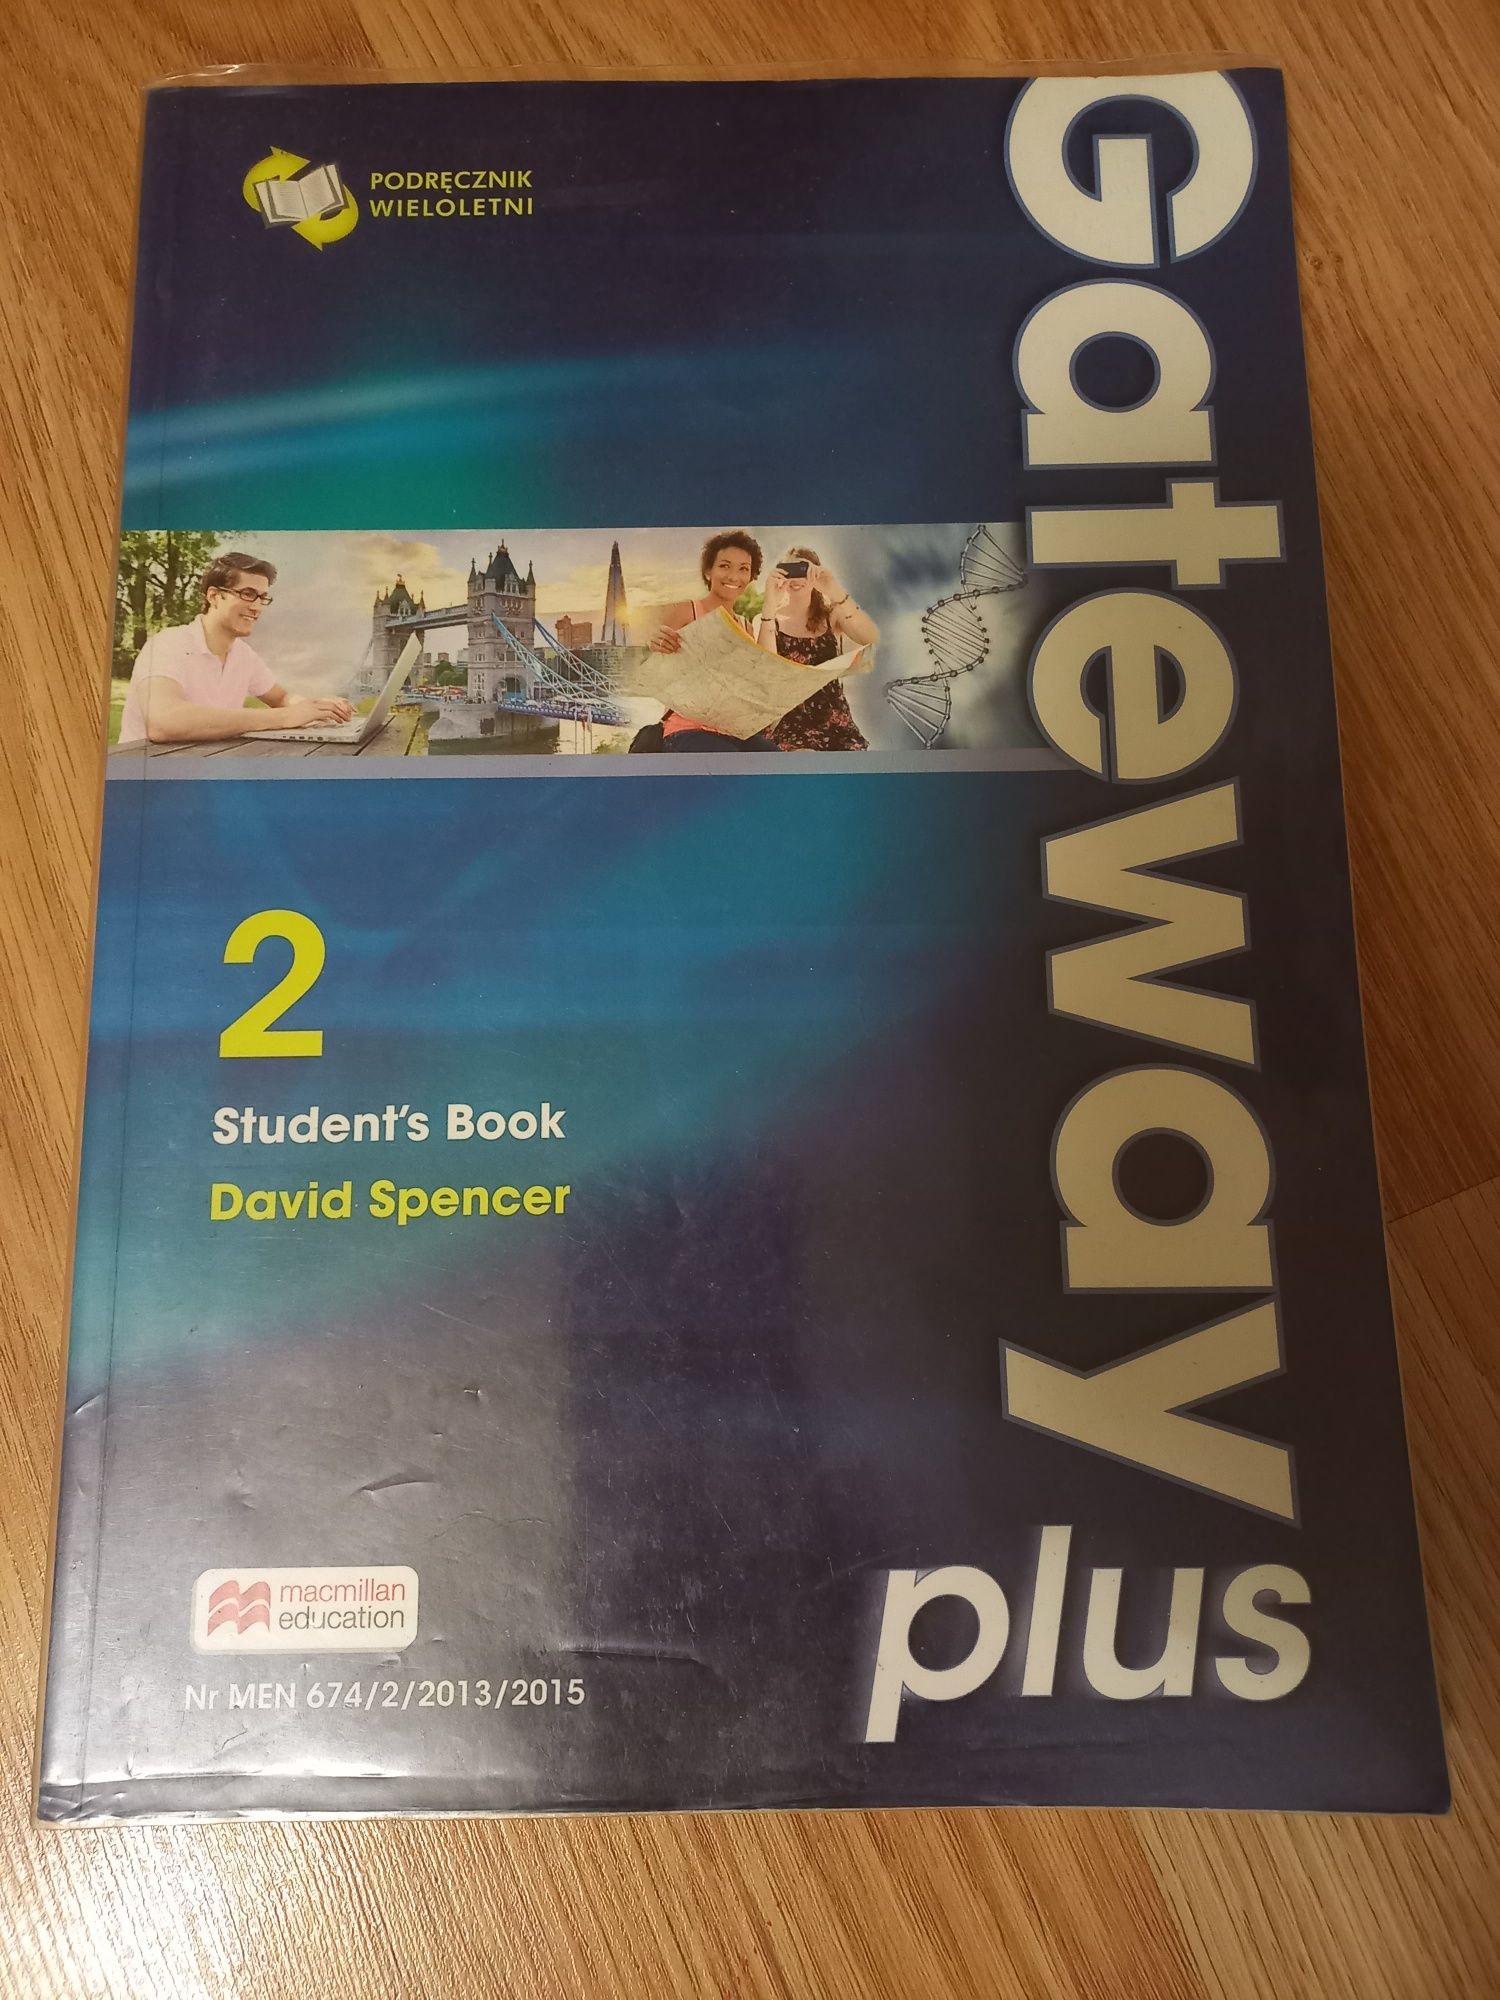 PODRĘCZNIK
WIELOLETNI
Gateway
plus
2
Student's Book
David Spencer
macmillan
education
Nr MEN 674/2/2013/2015